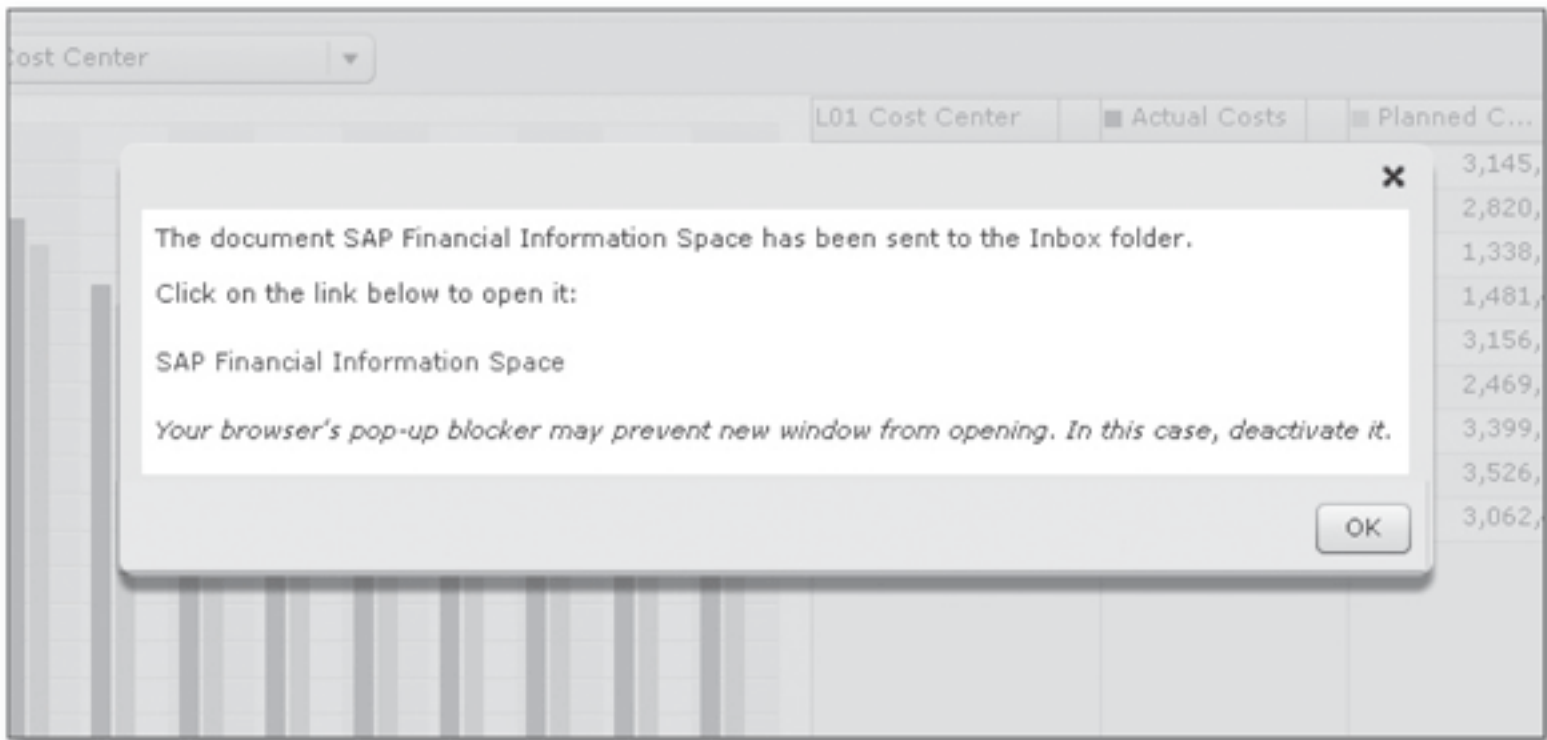 Cost Center
L01 Cost Center Actual Costs Planned C...
3,145,
The document SAP Financial Information Space has been sent to the Inbox folder.
2,820,
1,338,
Click on the link below to open it:
1,481,
SAP Financial Information Space
3,156,
2,469,
Your browser's pop-up blocker may prevent new window from opening. In this case, deactivate it.
3,399,
3,526,
OK
3,062,